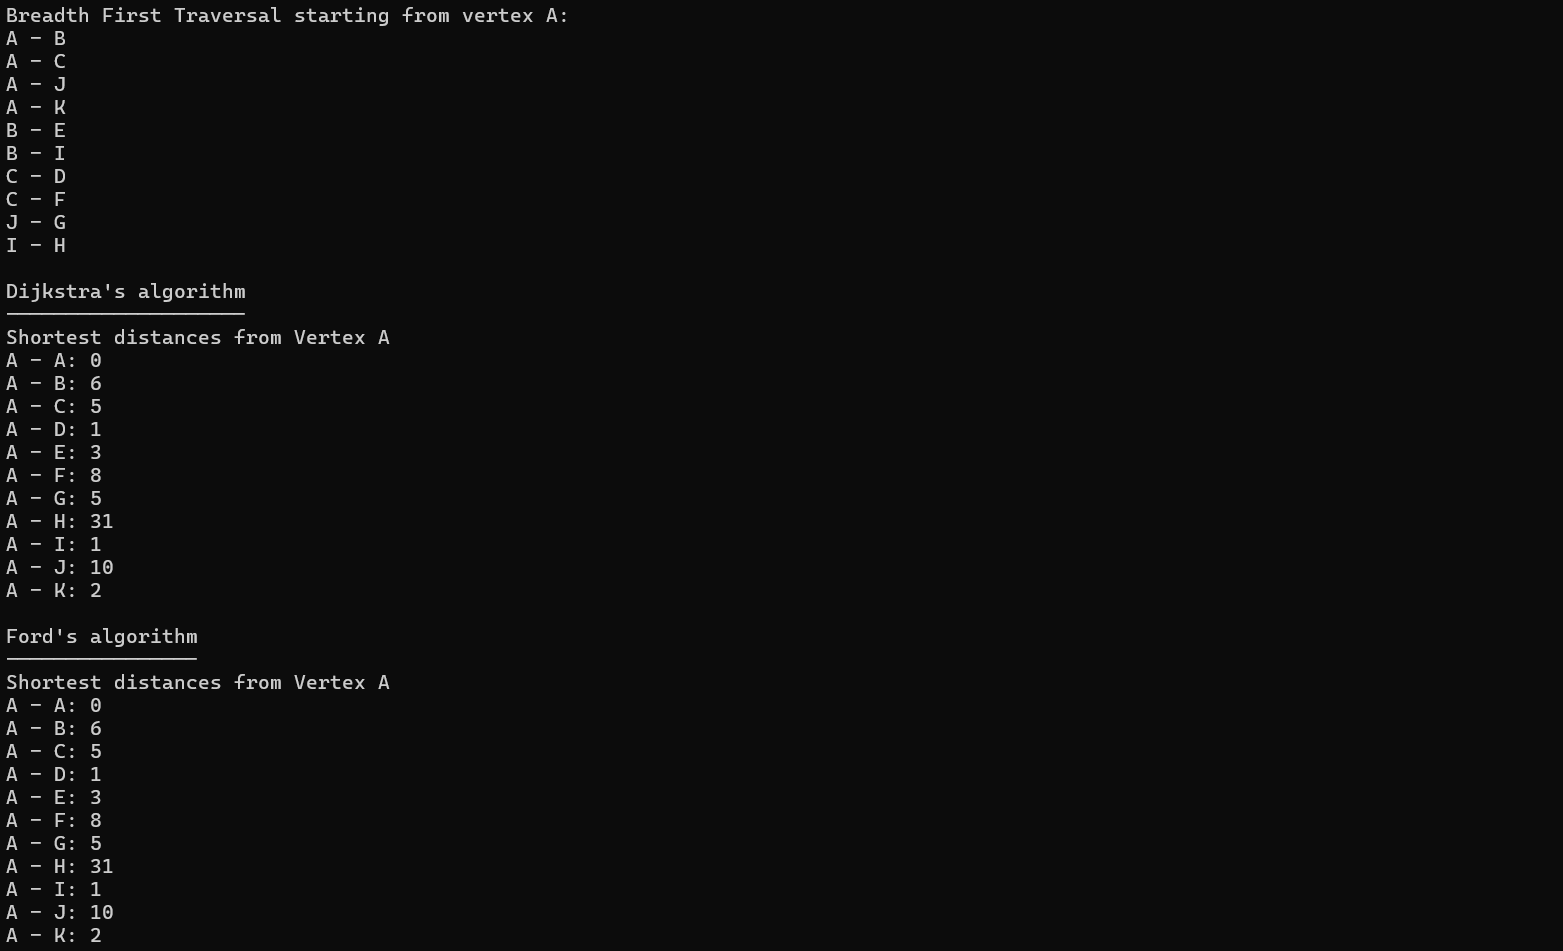 Breadth First Traversal starting from vertex A:
A - B
A - C
A - J
A - K
B - E
B - I
C - D
C - F
J - G
I - H
Dijkstra's algorithm
--------------------
Shortest distances from Vertex A
A - A: 0
A - B: 6
A - C: 5
A - D: 1
A - E: 3
A - F: 8
A - G: 5
A - H: 31
A - I: 1
A - J: 10
A - K: 2
Ford's algorithm
----------------
Shortest distances from Vertex A
A - A: 0
A - B: 6
A - C: 5
A - D: 1
A - E: 3
A - F: 8
A - G: 5
A - H: 31
A - I: 1
A - J: 10
A - K: 2